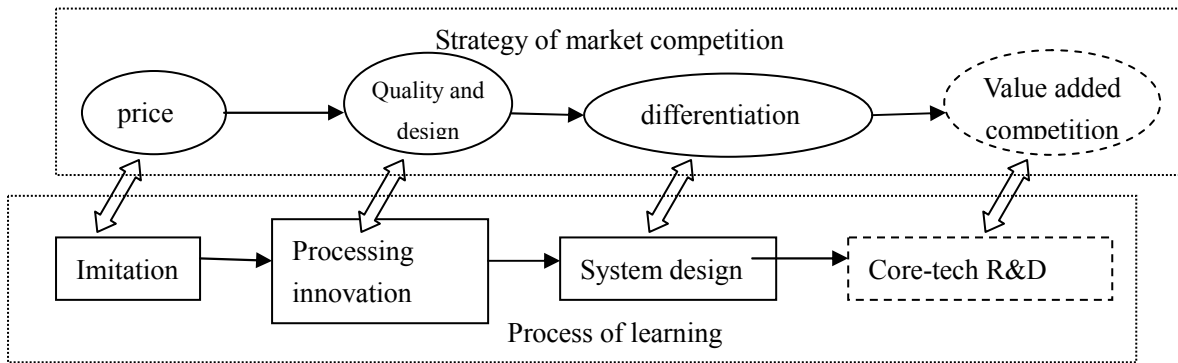 Strategy of market competition
price
Quality and
design
differentiation
Value added
competition
Imitation
Processing
innovation
System design
Core-tech R&D
Process of learning